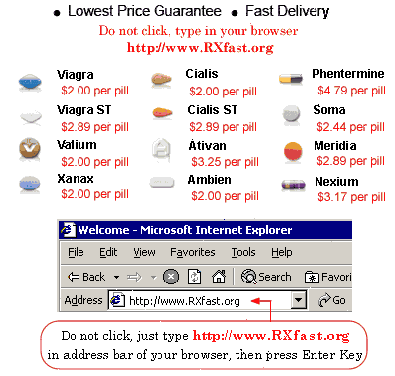 • Lowest Price Guarantee • Fast Delivery
Do not click, type in your browser
http://www.RXfast.org
Viagra Cialis Phentermine
$2.00 per pill $2.00 per pill $4.79 per pill
Viagra ST Cialis ST Soma
$2.89 per pill $2.89 per pill $2.44 per pill
Valium Ativan Meridia
$2.00 per pill $3.25 per pill $2.89 per pill
Xanax Ambien Nexium
$2.00 per pill $2.00 per pill $3.17 per pill
Welcome - Microsoft Internet Explorer
File Edit View Favorites Tools Help
Back Search Favori
Address http://www.RXfast.org Go
Do not click, just type http://www.RXfast.org
in address bar of your browser, then press Enter Key